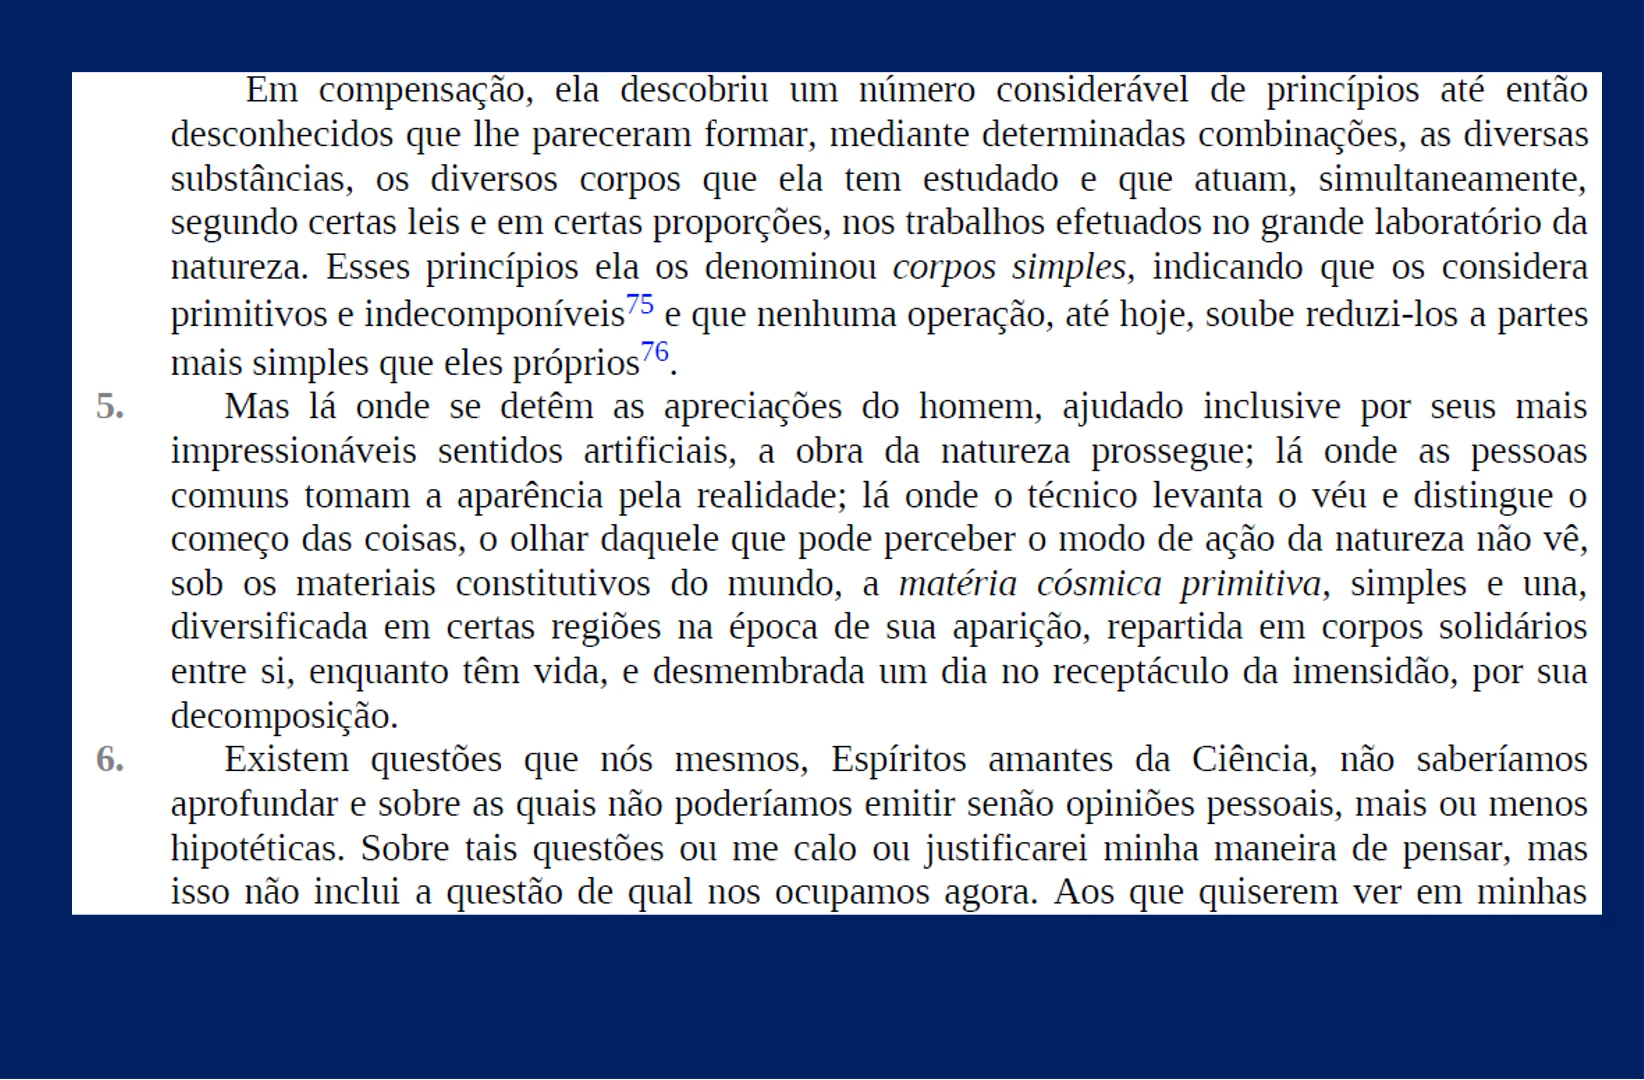 Em compensação, ela descobriu um número considerável de princípios até então
desconhecidos que lhe pareceram formar, mediante determinadas combinações, as diversas
substâncias, os diversos corpos que ela tem estudado e que atuam, simultaneamente,
segundo certas leis e em certas proporções, nos trabalhos efetuados no grande laboratório da
natureza. Esses princípios ela os denominou corpos simples, indicando que os considera
primitivos e indecomponíveis75 e que nenhuma operação, até hoje, soube reduzi-los a partes
mais simples que eles próprios76.
5. Mas lá onde se detêm as apreciações do homem, ajudado inclusive por seus mais
impressionáveis sentidos artificiais, a obra da natureza prossegue; lá onde as pessoas
comuns tomam a aparência pela realidade; lá onde o técnico levanta o véu e distingue o
começo das coisas, o olhar daquele que pode perceber o modo de ação da natureza não vê,
sob os materiais constitutivos do mundo, a matéria cósmica primitiva, simples e una,
diversificada em certas regiões na época de sua aparição, repartida em corpos solidários
entre si, enquanto têm vida, e desmembrada um dia no receptáculo da imensidão, por sua
decomposição.
6. Existem questões que nós mesmos, Espíritos amantes da Ciência, não saberíamos
aprofundar e sobre as quais não poderíamos emitir senão opiniões pessoais, mais ou menos
hipotéticas. Sobre tais questões ou me calo ou justificarei minha maneira de pensar, mas
isso não inclui a questão de qual nos ocupamos agora. Aos que quiserem ver em minhas